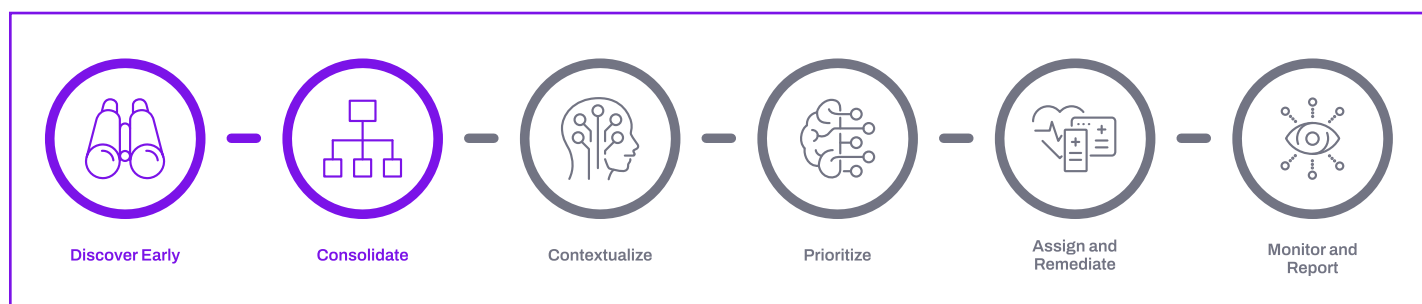 Discover Early
Consolidate
Contextualize
Prioritize
Assign and
Remediate
Monitor and
Report